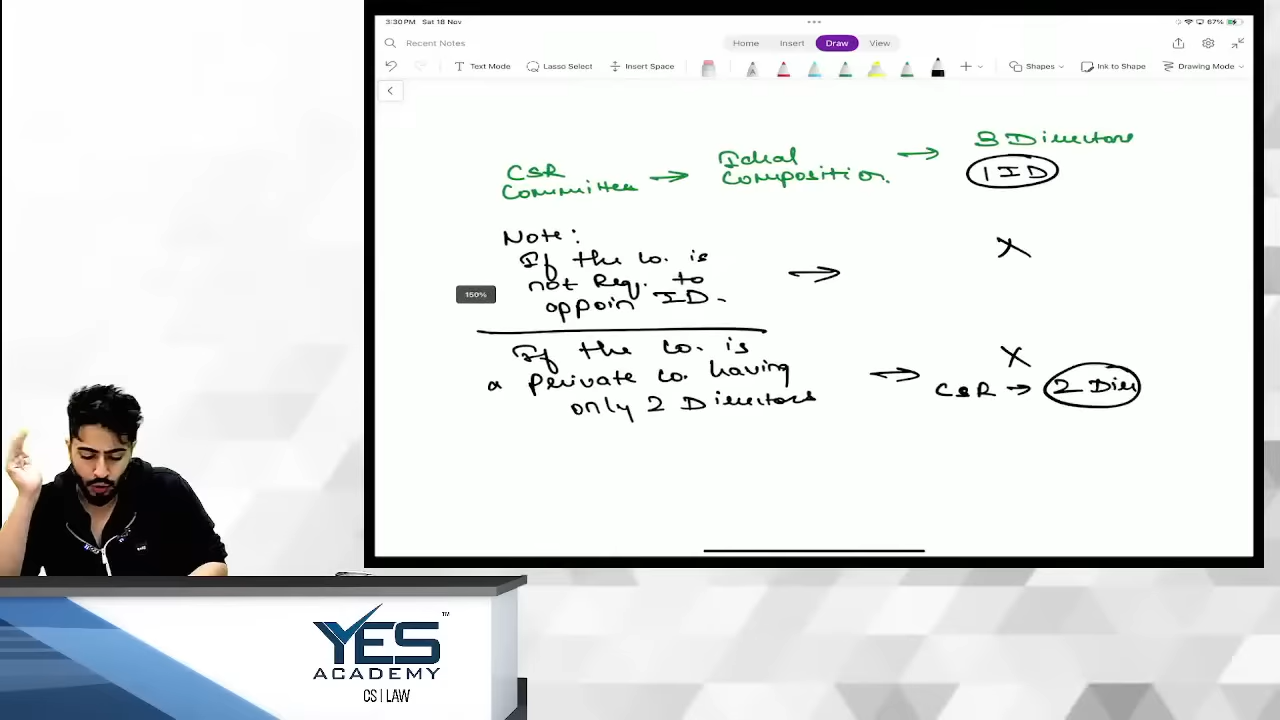 3:30PM Sat 18 Nov
67%
Recent Notes
Home Insert Draw View
Text Mode Lasso Select Insert Space Shapes Ink to Shape Drawing Mode
CSR
Committee → Ideal
Composition. → 3 Directors
1 ID
Note:
If the Co. is
not Req. to
appoin ID. → X
150%
If the Co. is
a private Co. having
only 2 Directors → X
CSR → 2 Dir
YES
ACADEMY
CS | LAW
TM